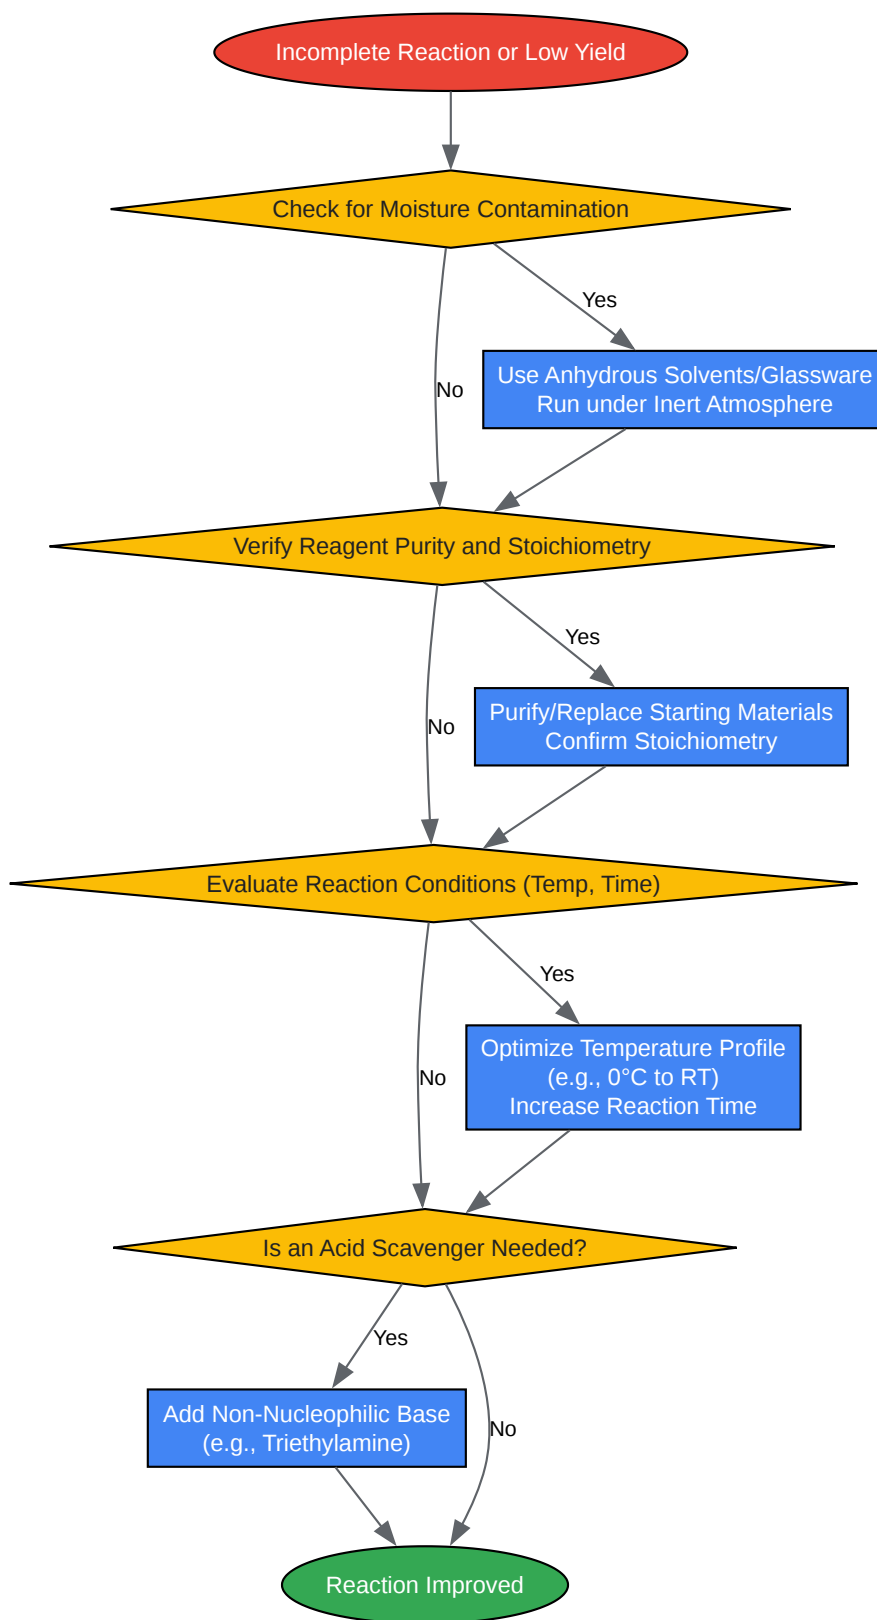 Incomplete Reaction or Low Yield
Check for Moisture Contamination
Yes
Use Anhydrous Solvents/Glassware
Run under Inert Atmosphere
No
Verify Reagent Purity and Stoichiometry
Yes
Purify/Replace Starting Materials
Confirm Stoichiometry
No
Evaluate Reaction Conditions (Temp, Time)
Yes
Optimize Temperature Profile
(e.g., 0°C to RT)
Increase Reaction Time
No
Is an Acid Scavenger Needed?
Yes
Add Non-Nucleophilic Base
(e.g., Triethylamine)
No
Reaction Improved